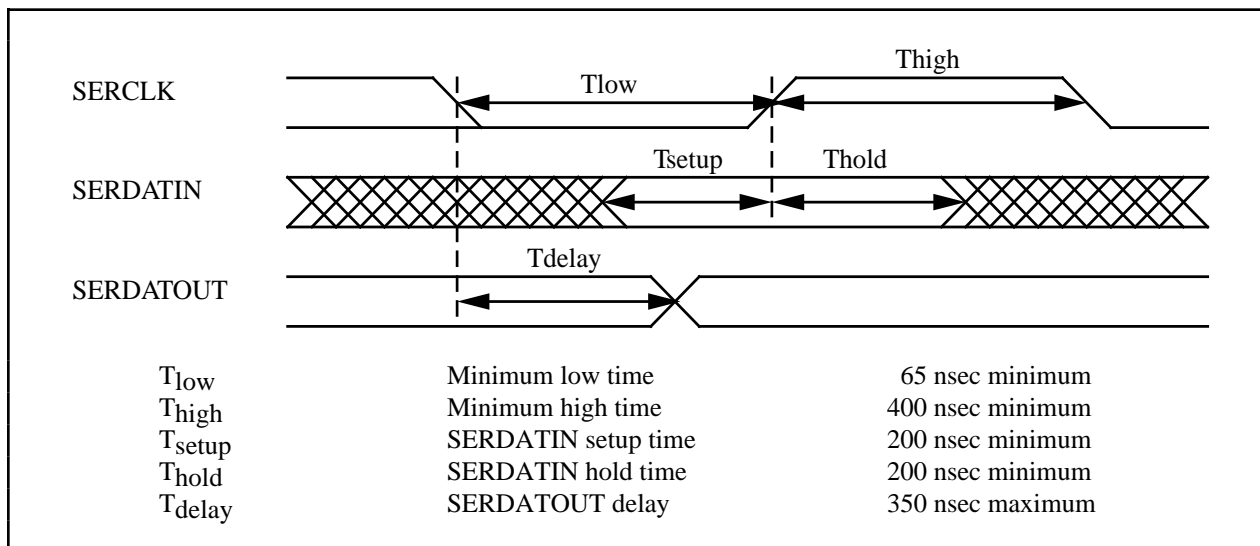 Thigh
SERCLK
Tlow
Tsetup Thold
SERDATIN
Tdelay
SERDATOUT
Tlow Minimum low time 65 nsec minimum
Thigh Minimum high time 400 nsec minimum
Tsetup SERDATIN setup time 200 nsec minimum
Thold SERDATIN hold time 200 nsec minimum
Tdelay SERDATOUT delay 350 nsec maximum